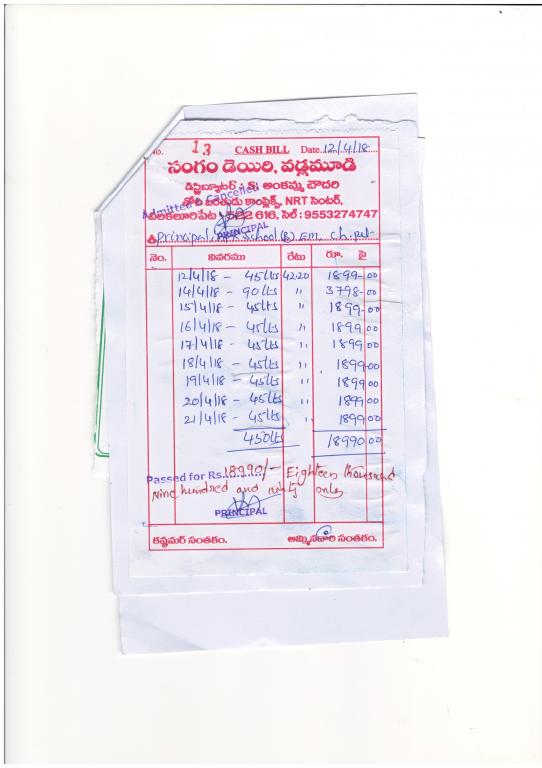 No. 13 CASH BILL Date. 12/4/18
సంగం డెయిరి, వడ్లమూడి
డిస్ట్రిబ్యూటర్ : S. అంకమ్మ చౌదరి
కాంప్లెక్స్, NRT సెంటర్,
Admitted & Cancelled
చిలకలూరిపేట - 522 616, సెల్ : 9553274747
PRINCIPAL
శ్రీ Principal, School (B) Em. ch.pet-
నెం. వివరము రేటు రూ. పై
12/4/18 - 45lts 42.20 1899-00
14/4/18 - 90lts " 3798-00
15/4/18 - 45lts " 1899-00
16/4/18 - 45lts " 1899 00
17/4/18 - 45lts " 1899 00
18/4/18 - 45lts " 1899 00
19/4/18 - 45lts " 1899 00
20/4/18 - 45lts " 1899 00
21/4/18 - 45lts " 1899 00
450lts 18990.00
Passed for Rs. 18990/- Eighteen thousand
nine hundred and ninty only
PRINCIPAL
కష్టమర్ సంతకం. అమ్మినవారి సంతకం.